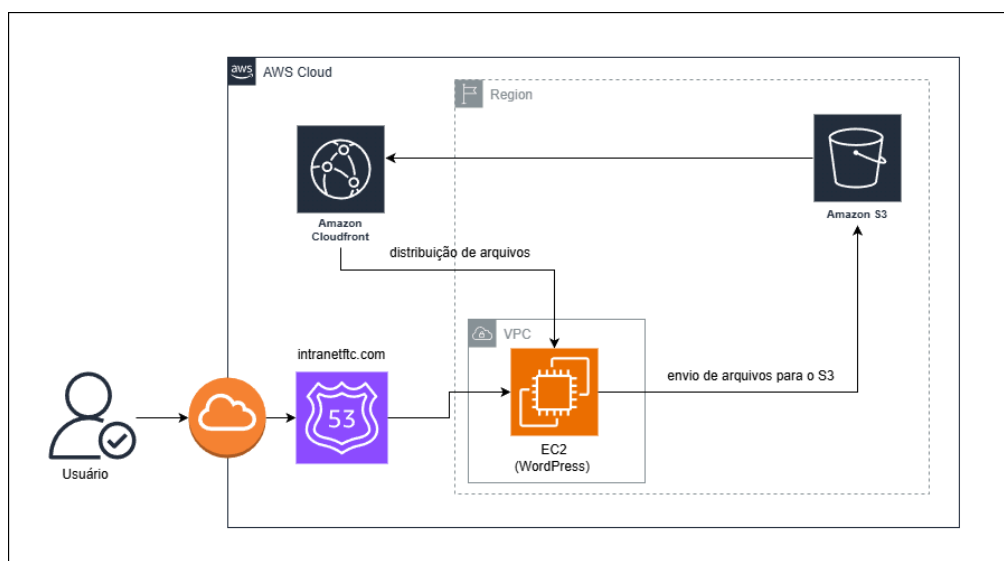 aws
AWS Cloud
Region
Amazon
Cloudfront
Amazon S3
distribuição de arquivos
VPC
intranetftc.com
53
envio de arquivos para o S3
EC2
(WordPress)
Usuário